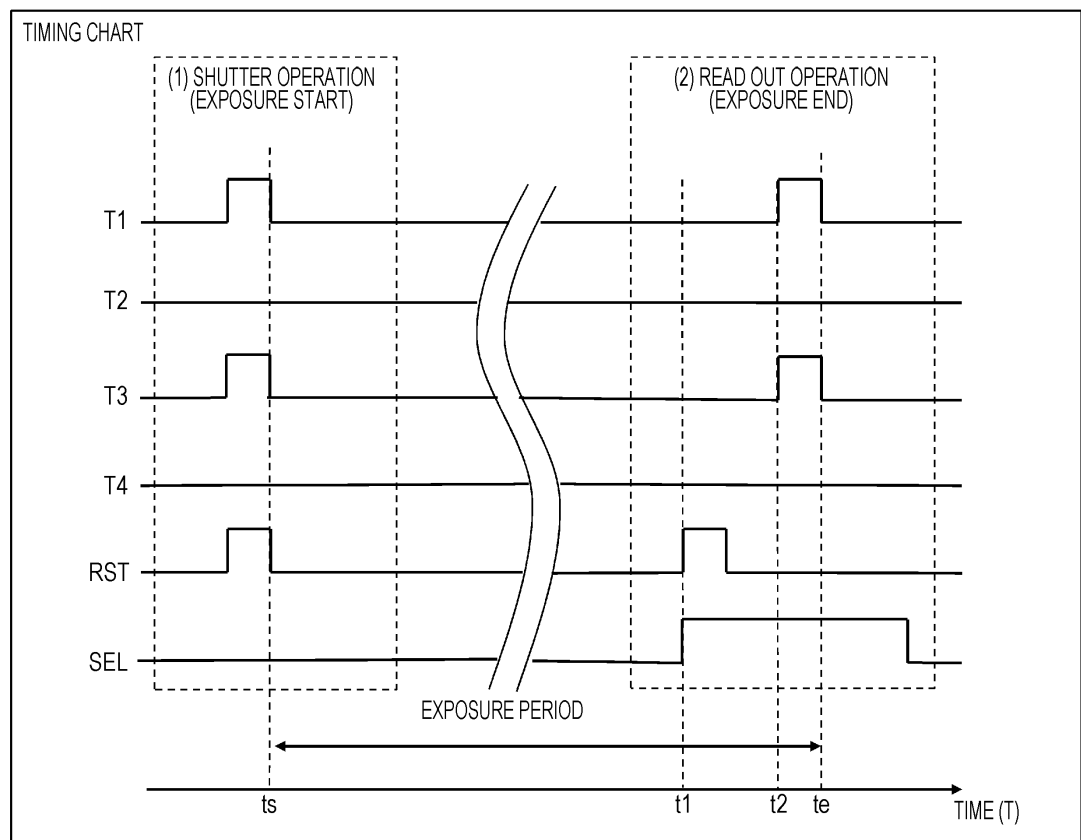 TIMING CHART
(1) SHUTTER OPERATION
(EXPOSURE START)
(2) READ OUT OPERATION
(EXPOSURE END)
T1
T2
T3
T4
RST
SEL
EXPOSURE PERIOD
ts
t1
t2
te
TIME (T)